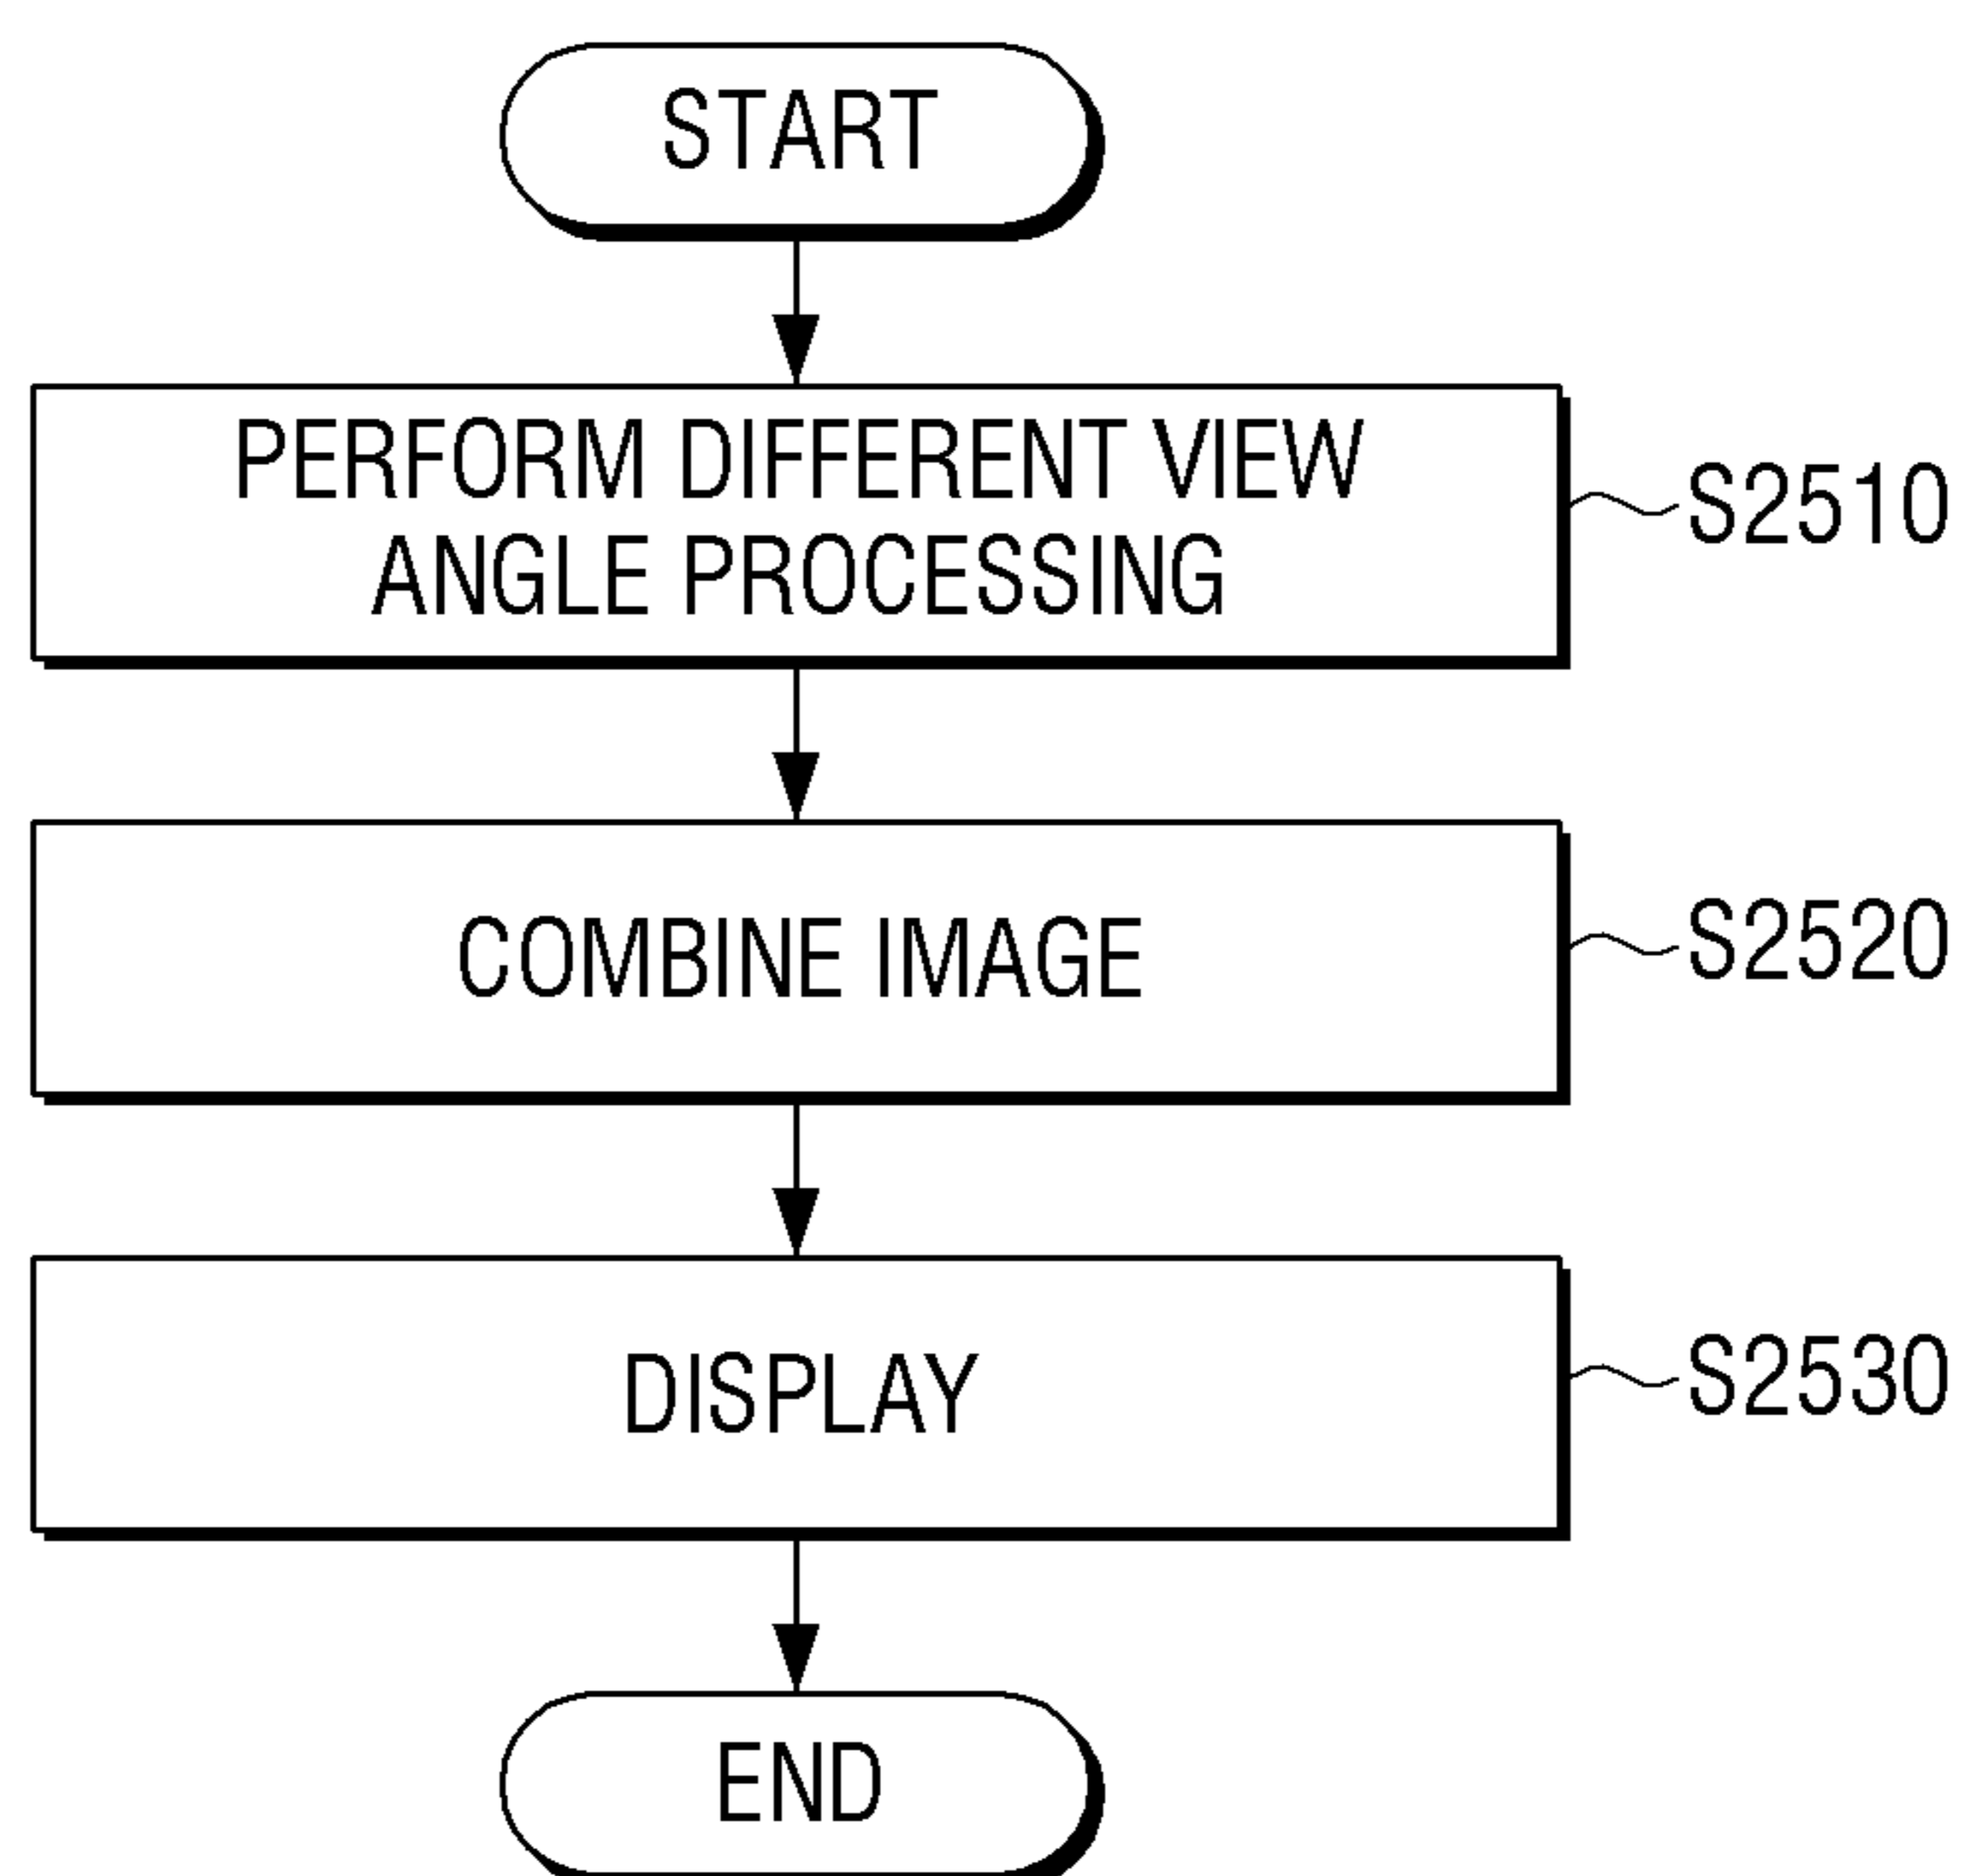 START
PERFORM DIFFERENT VIEW
ANGLE PROCESSING
S2510
COMBINE IMAGE
S2520
DISPLAY
S2530
END